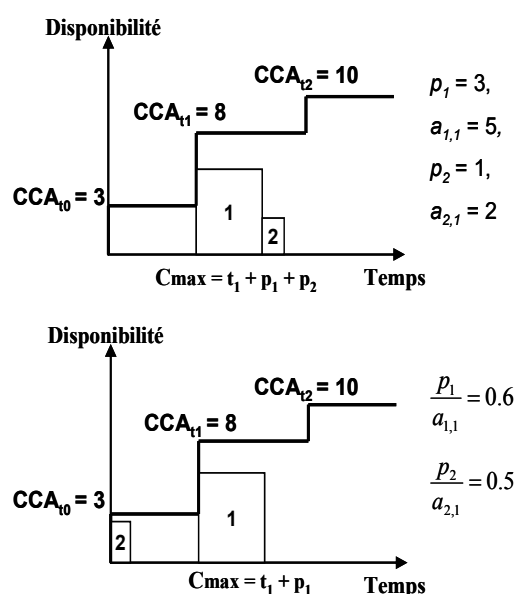 Disponibilité
CCAt2 = 10
CCAt1 = 8
CCAt0 = 3
1
2
Cmax = t1 + p1 + p2
Temps
p1 = 3,
a1,1 = 5,
p2 = 1,
a2,1 = 2
Disponibilité
CCAt2 = 10
CCAt1 = 8
CCAt0 = 3
2
1
Cmax = t1 + p1
Temps
p1/a1,1 = 0.6
p2/a2,1 = 0.5